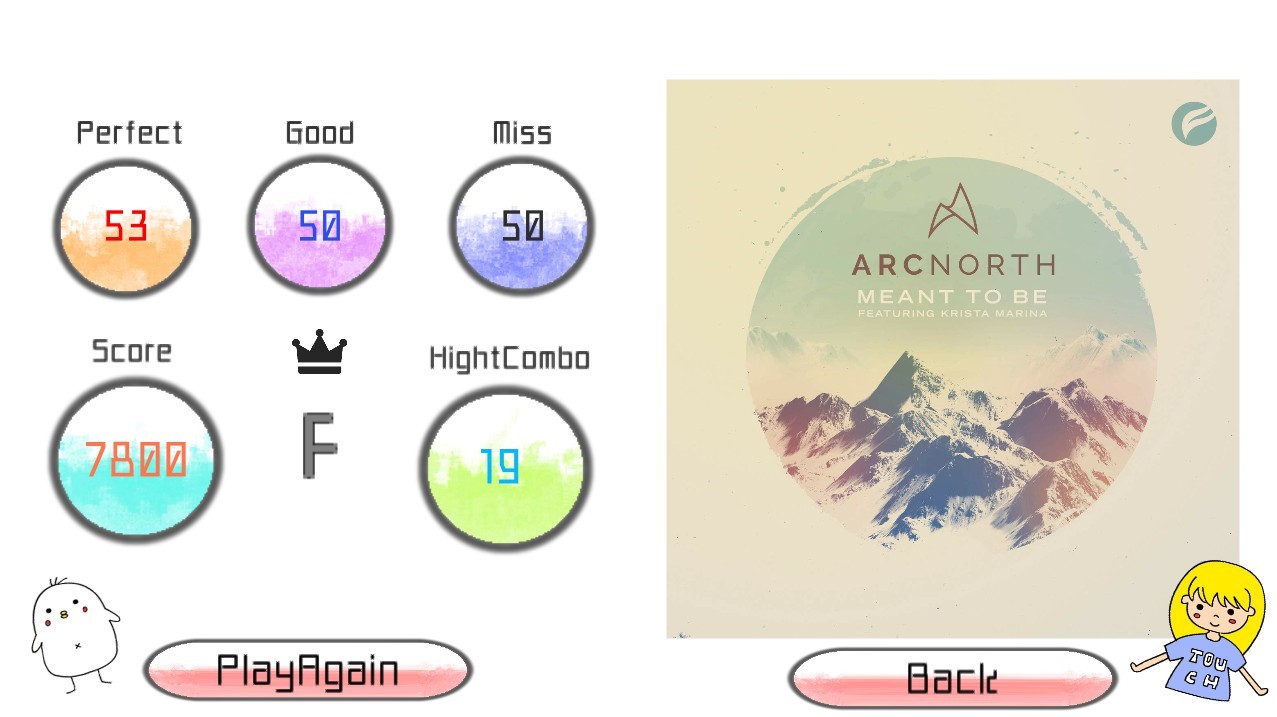 Perfect
Good
Miss
53
50
50
Score
HightCombo
7800
F
19
PlayAgain
ARCNORTH
MEANT TO BE
FEATURING KRISTA MARINA
Back
TOU
CH